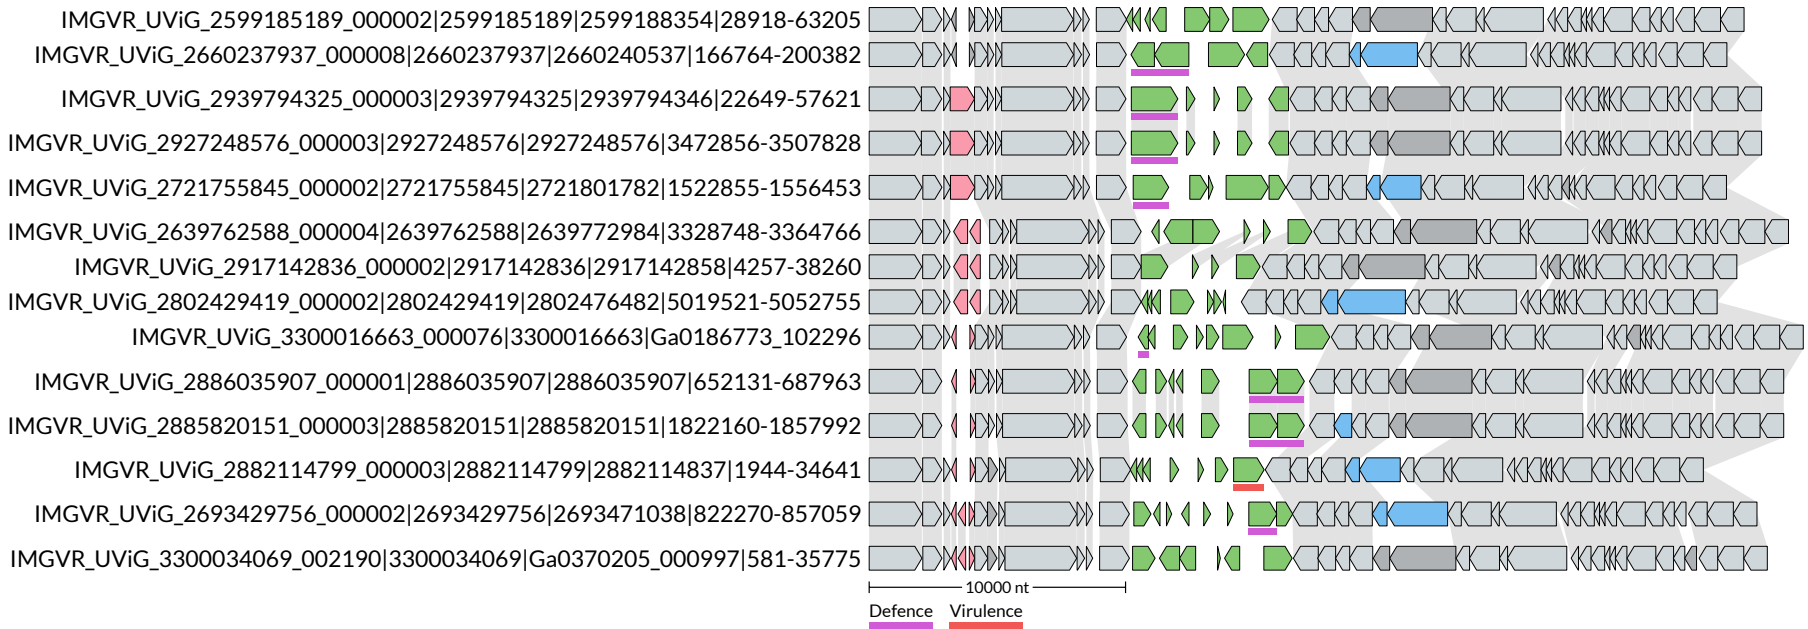 IMGVR_UViG_2599185189_000002|2599185189|2599188354|28918-63205
IMGVR_UViG_2660237937_000008|2660237937|2660240537|166764-200382
IMGVR_UViG_2939794325_000003|2939794325|2939794346|22649-57621
IMGVR_UViG_2927248576_000003|2927248576|2927248576|3472856-3507828
IMGVR_UViG_2721755845_000002|2721755845|2721801782|1522855-1556453
IMGVR_UViG_2639762588_000004|2639762588|2639772984|3328748-3364766
IMGVR_UViG_2917142836_000002|2917142836|2917142858|4257-38260
IMGVR_UViG_2802429419_000002|2802429419|2802476482|5019521-5052755
IMGVR_UViG_3300016663_000076|3300016663|Ga0186773_102296
IMGVR_UViG_2886035907_000001|2886035907|2886035907|652131-687963
IMGVR_UViG_2885820151_000003|2885820151|2885820151|1822160-1857992
IMGVR_UViG_2882114799_000003|2882114799|2882114837|1944-34641
IMGVR_UViG_2693429756_000002|2693429756|2693471038|822270-857059
IMGVR_UViG_3300034069_002190|3300034069|Ga0370205_000997|581-35775
10000 nt
Defence Virulence